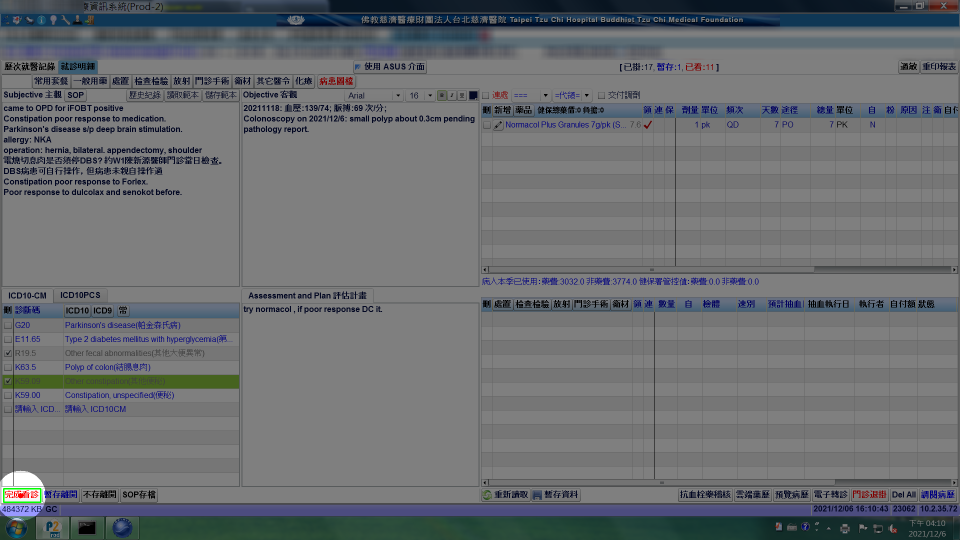 資訊系統(Prod-2)
佛教慈濟醫療財團法人台北慈濟醫院 Taipei Tzu Chi Hospital Buddhist Tzu Chi Medical Foundation
歷次就醫記錄 就診明細 使用 ASUS 介面 [已掛:17, 暫存:1, 已看:11] 過敏 重印報表
常用套餐 一般用藥 處置 檢查檢驗 放射 門診手術 衛材 其它醫令 化療 病患圖檔
Subjective 主觀 SOP 歷史紀錄 讀取範本 儲存範本
came to OPD for iFOBT positive
Constipation poor response to medication.
Parkinson's disease s/p deep brain stimulation.
allergy: NKA
operation: hernia, bilateral. appendectomy, shoulder
電燒切息肉是否須停DBS? 約W1陳新源醫師門診當日檢查。
DBS病患可自行操作，但病患未親自操作過
Constipation poor response to Forlex.
Poor response to dulcolax and senokot before.
Objective 客觀 Arial 16 B I
20211118: 血壓:139/74; 脈搏:69 次/分;
Colonoscopy on 2021/12/6: small polyp about 0.3cm pending
pathology report.
連處 === =代碼= 交付調劑
刪 新增 藥品 健保總藥價:0 自費:0 領 連 保 劑量 單位 頻次 天數 途徑 總量 單位 自 粉 原因 注 衛 自付
Normacol Plus Granules 7g/pk (S... 7.6 1 pk QD 7 PO 7 PK N
病人本季已使用:藥費:3032.0 非藥費:3774.0 健保署管控值:藥費:0.0 非藥費:0.0
ICD10-CM ICD10PCS
刪 診斷碼 ICD10 ICD9 常
G20 Parkinson's disease(帕金森氏病)
E11.65 Type 2 diabetes mellitus with hyperglycemia(第...
R19.5 Other fecal abnormalities(其他大便異常)
K63.5 Polyp of colon(結腸息肉)
Other constipation(其他便秘)
K59.00 Constipation, unspecified(便秘)
請輸入 ICD... 請輸入 ICD10CM
Assessment and Plan 評估計畫
try normacol , if poor response DC it.
刪 處置 檢查檢驗 放射 門診手術 衛材 領 連 數量 自 檢體 速別 預計抽血 抽血執行日 執行者 自付額 狀態
完成看診 暫存離開 不存離開 SOP存檔 重新讀取 暫存資料 抗血栓藥稽核 雲端藥歷 預覽病歷 電子轉診 門診退掛 Del All 調閱病歷
484372 KB GC 2021/12/06 16:10:43 23062 10.2.35.72
下午 04:10
2021/12/6